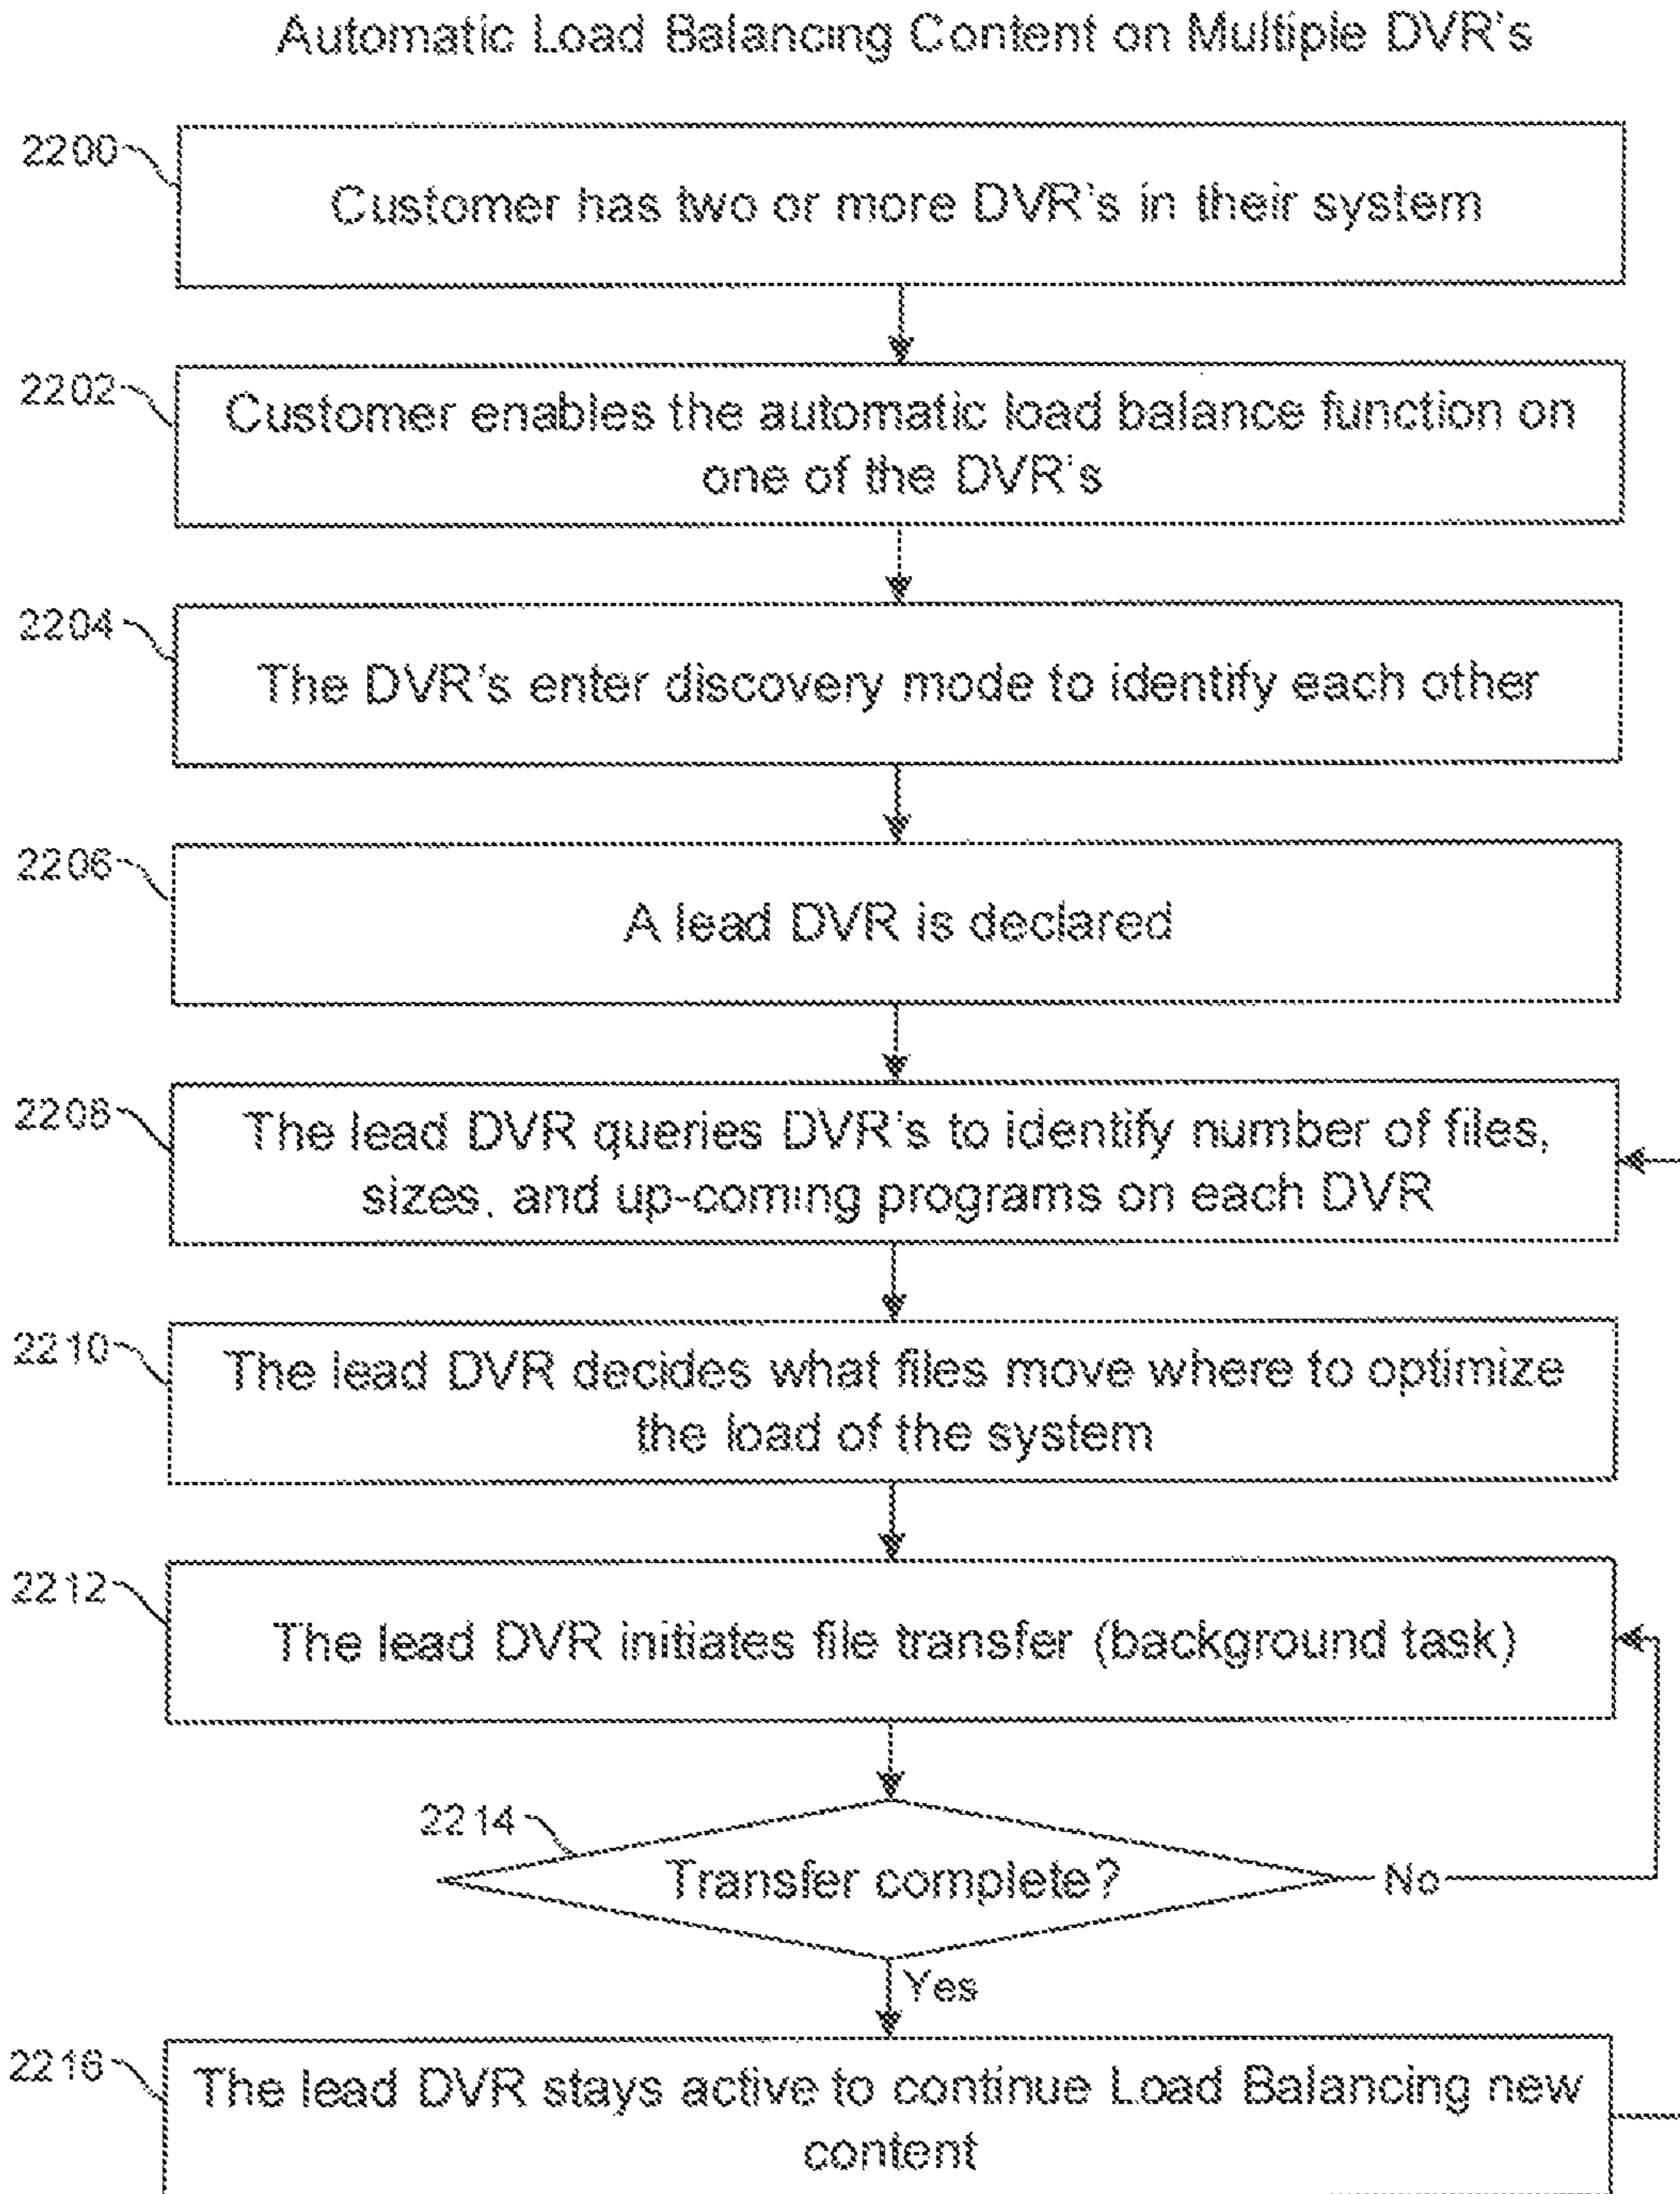 Automatic Load Balancing Content on Multiple DVR's
2200
Customer has two or more DVR's in their system
2202
Customer enables the automatic load balance function on
one of the DVR's
2204
The DVR's enter discovery mode to identify each other
2206
A lead DVR is declared
2208
The lead DVR queries DVR's to identify number of files,
sizes, and up-coming programs on each DVR
2210
The lead DVR decides what files move where to optimize
the load of the system
2212
The lead DVR initiates file transfer (background task)
2214
Transfer complete?
No
Yes
2216
The lead DVR stays active to continue Load Balancing new
content